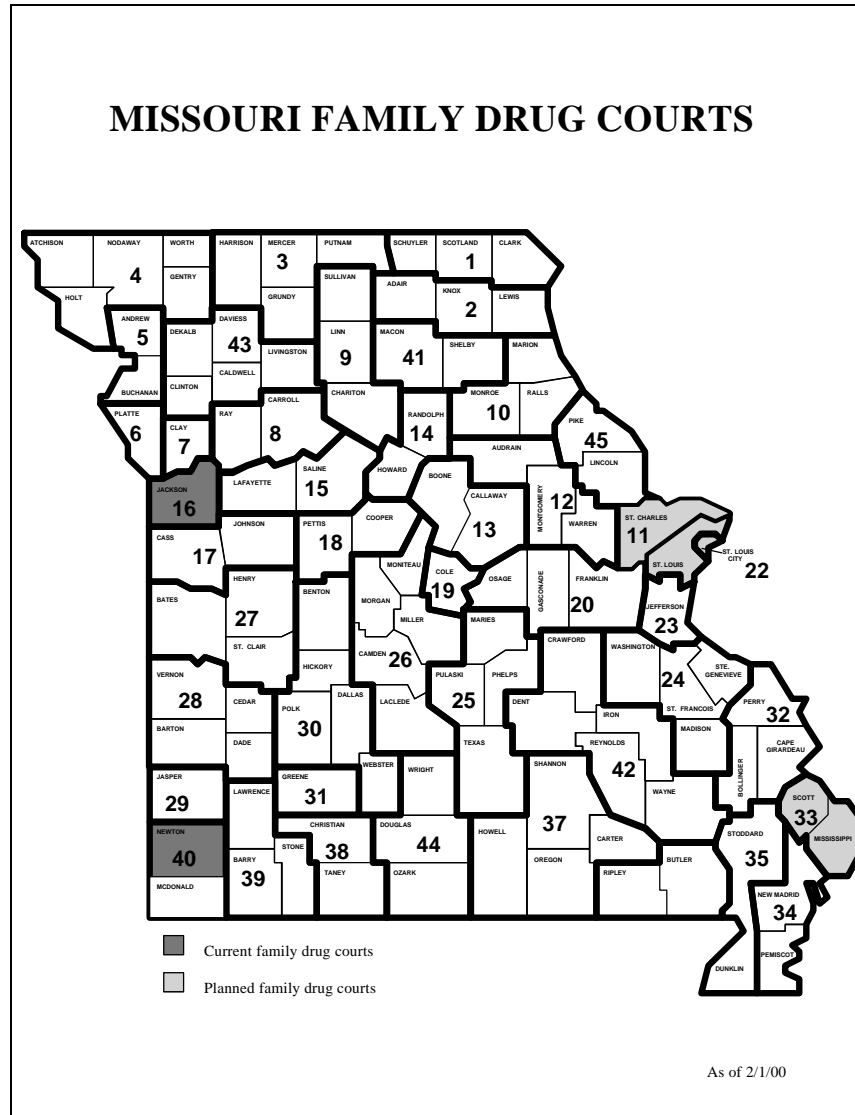 MISSOURI FAMILY DRUG COURTS
ATCHISON
NODAWAY
WORTH
HARRISON
MERCER
PUTNAM
SCHUYLER
SCOTLAND
CLARK
4
3
1
GENTRY
SULLIVAN
ADAIR
KNOX
LEWIS
HOLT
GRUNDY
2
ANDREW
5
DEKALB
DAVIESS
43
LINN
9
MACON
41
SHELBY
MARION
LIVINGSTON
CALDWELL
BUCHANAN
CLINTON
CARROLL
CHARITON
MONROE
10
RALLS
PLATTE
6
CLAY
7
RAY
8
RANDOLPH
14
PIKE
45
AUDRAIN
LINCOLN
JACKSON
16
LAFAYETTE
SALINE
15
HOWARD
BOONE
CALLAWAY
13
MONTGOMERY
12
WARREN
ST. CHARLES
11
JOHNSON
PETTIS
18
COOPER
CASS
17
MONITEAU
COLE
19
OSAGE
GASCONADE
FRANKLIN
20
ST. LOUIS
ST. LOUIS
CITY
22
HENRY
27
BENTON
MORGAN
MILLER
MARIES
JEFFERSON
23
BATES
ST. CLAIR
CAMDEN
26
CRAWFORD
WASHINGTON
STE.
GENEVIEVE
HICKORY
PULASKI
25
PHELPS
24
VERNON
28
CEDAR
POLK
30
DALLAS
LACLEDE
DENT
IRON
ST. FRANCOIS
PERRY
32
BARTON
DADE
TEXAS
REYNOLDS
42
MADISON
BOLLINGER
CAPE
GIRARDEAU
WEBSTER
WRIGHT
SHANNON
JASPER
29
LAWRENCE
GREENE
31
WAYNE
SCOTT
33
NEWTON
40
CHRISTIAN
38
DOUGLAS
44
HOWELL
37
CARTER
STODDARD
35
MISSISSIPPI
BARRY
39
STONE
TANEY
OZARK
OREGON
RIPLEY
BUTLER
MCDONALD
NEW MADRID
34
PEMISCOT
DUNKLIN
Current family drug courts
Planned family drug courts
As of 2/1/00